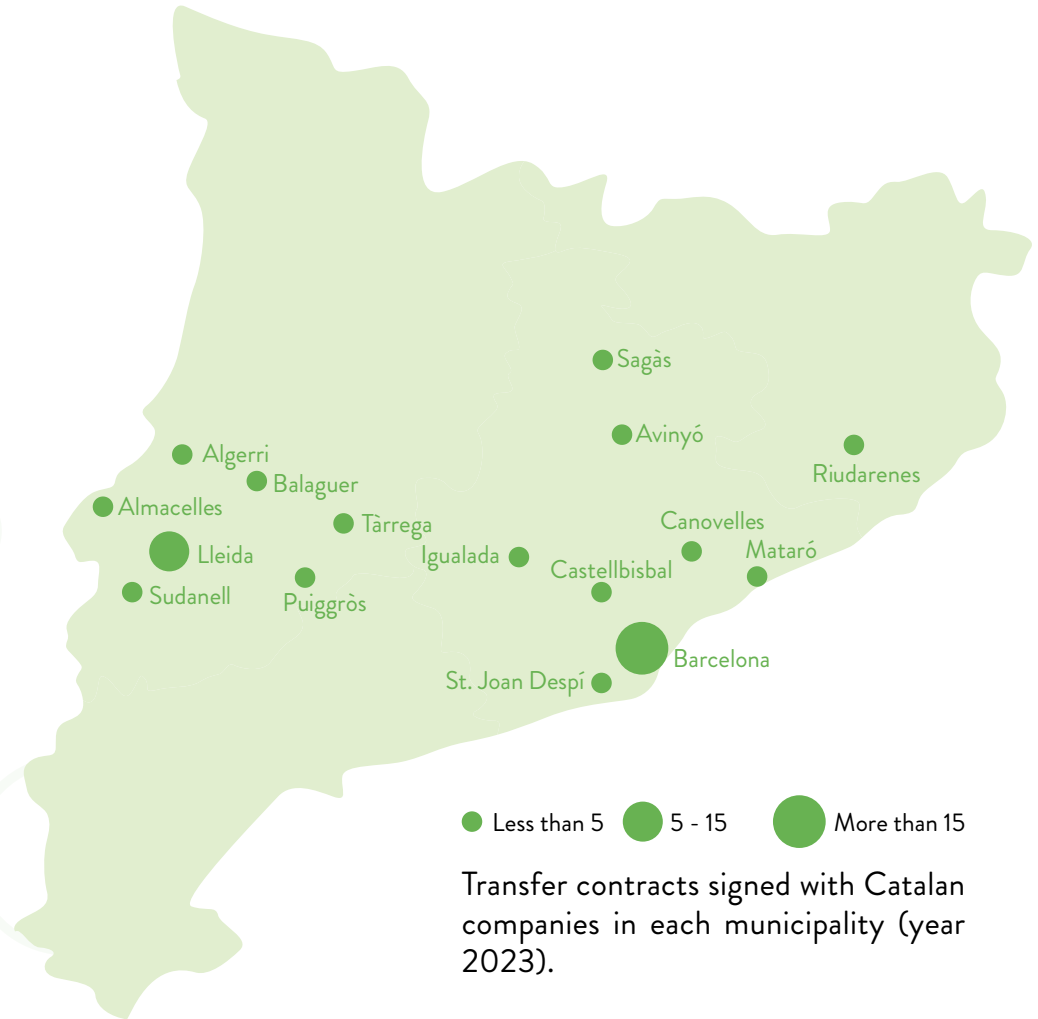 Sagàs
Avinyó
Algerri
Riudarenes
Balaguer
Almacelles
Canovelles
Tàrrega
Mataró
Igualada
Lleida
Castellbisbal
Sudanell
Puiggròs
Barcelona
St. Joan Despí
Less than 5
5 - 15
More than 15
Transfer contracts signed with Catalan
companies in each municipality (year
2023).